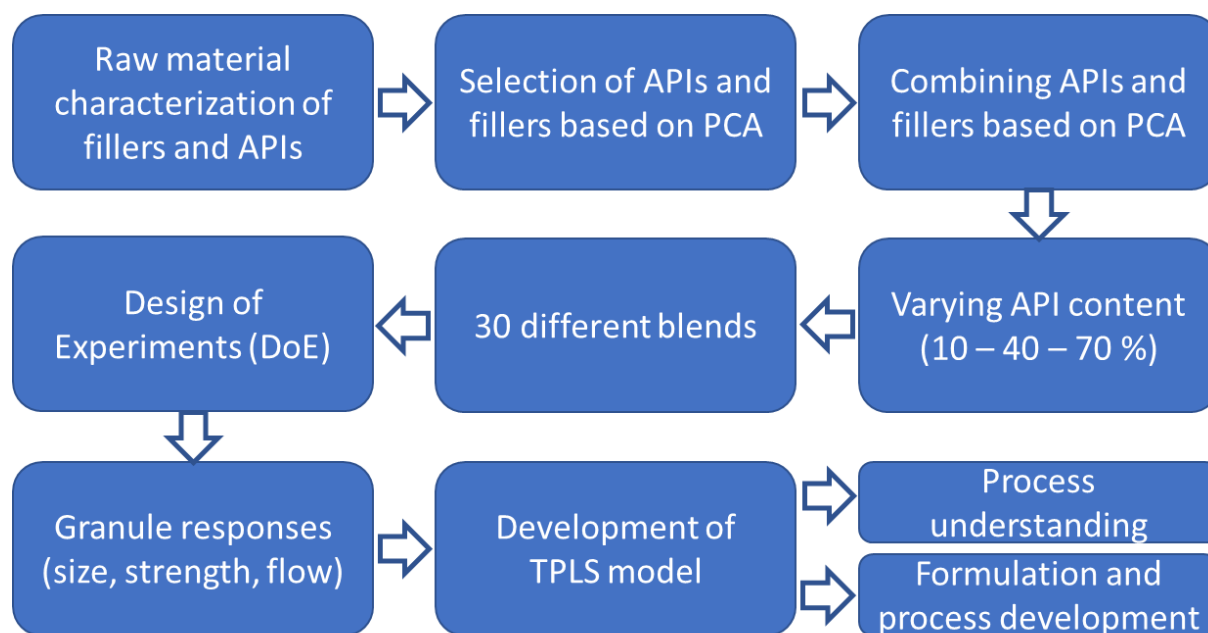 Raw material
characterization of
fillers and APIs
Selection of APIs and
fillers based on PCA
Combining APIs and
fillers based on PCA
Varying API content
(10 – 40 – 70 %)
30 different blends
Design of
Experiments (DoE)
Granule responses
(size, strength, flow)
Development of
TPLS model
Process
understanding
Formulation and
process development